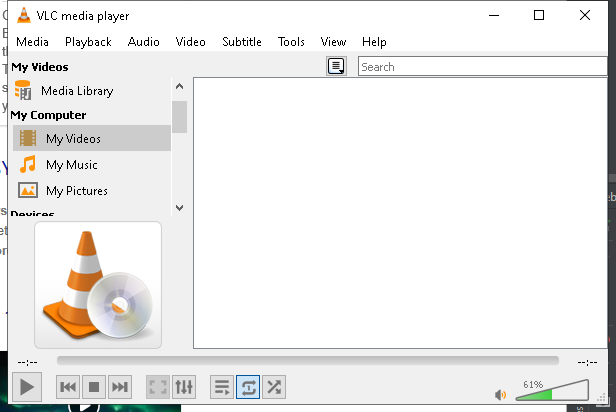 VLC media player
Media Playback Audio Video Subtitle Tools View Help
My Videos
Search
Media Library
My Computer
My Videos
My Music
My Pictures
Devices
--:-- --:--
61%